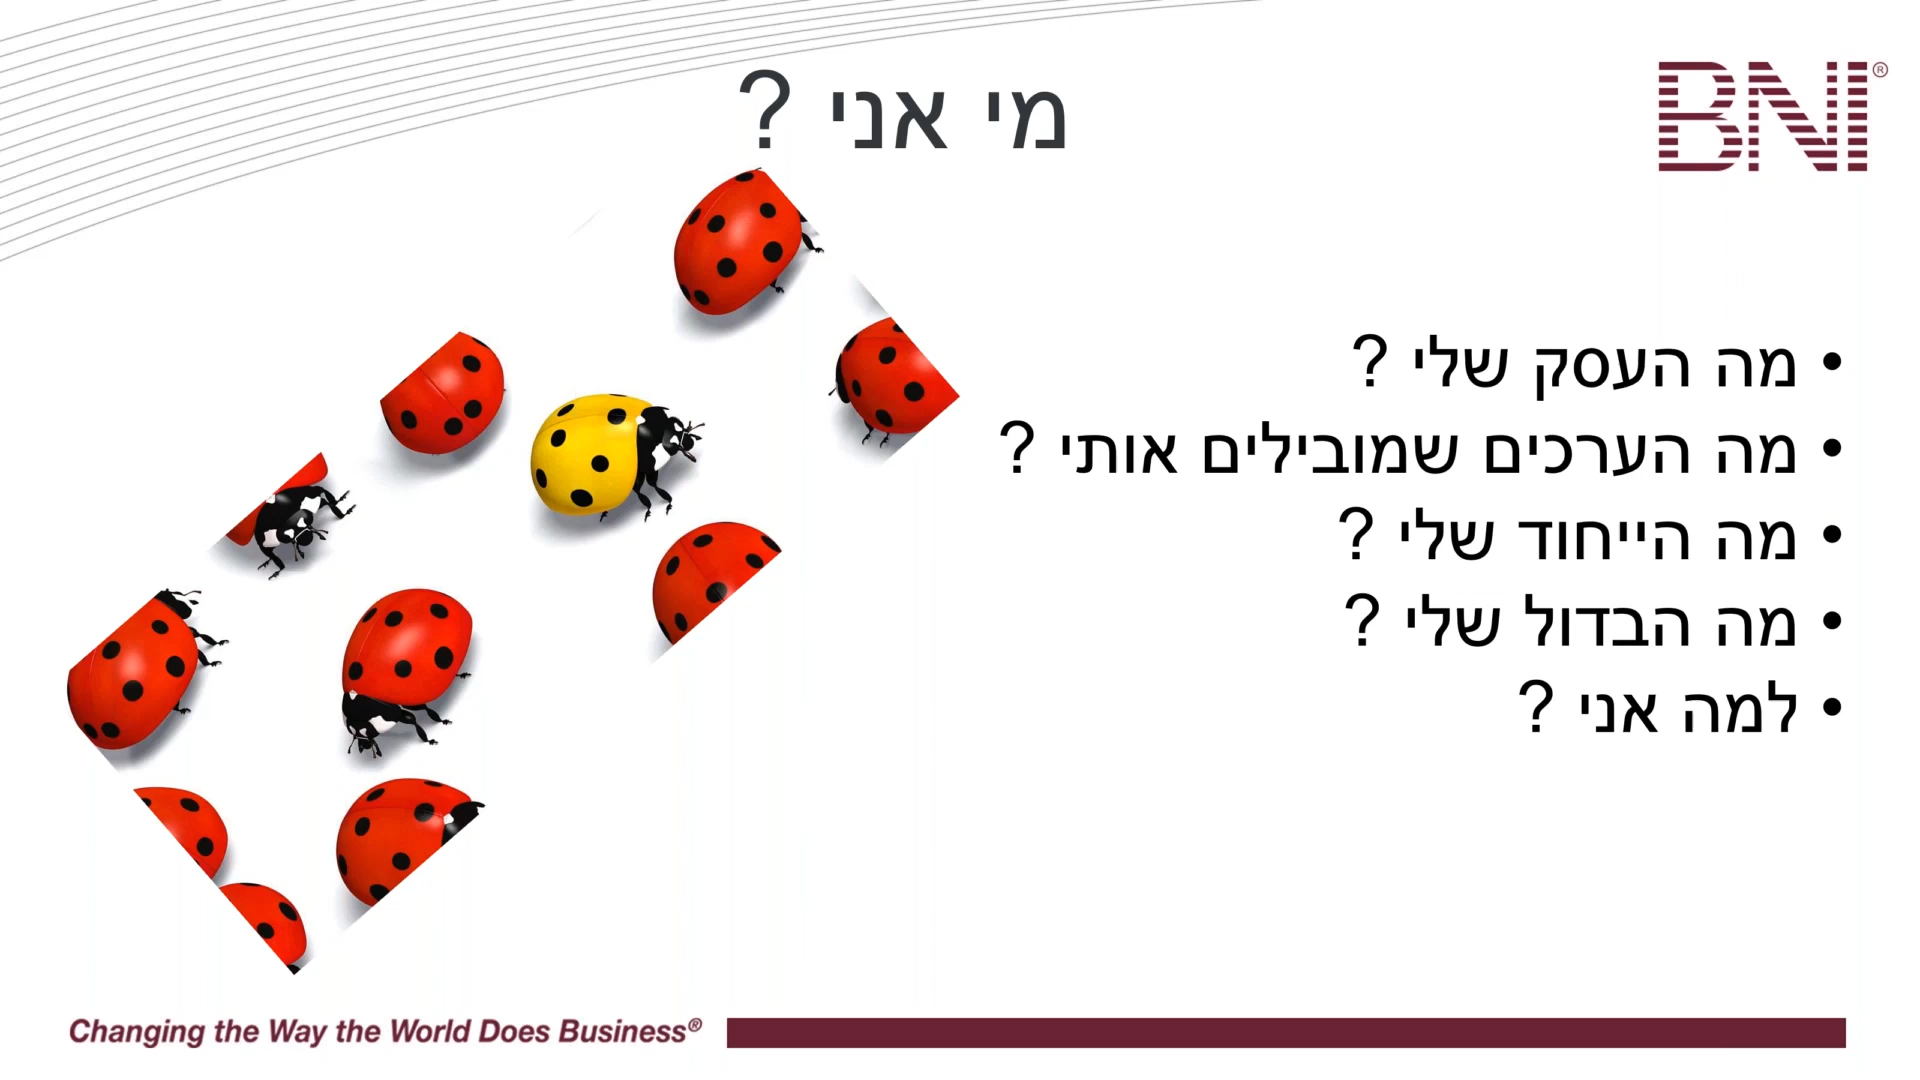 BNI®
מי אני ?
• מה העסק שלי ?
• מה הערכים שמובילים אותי ?
• מה הייחוד שלי ?
• מה הבדול שלי ?
• למה אני ?
Changing the Way the World Does Business®